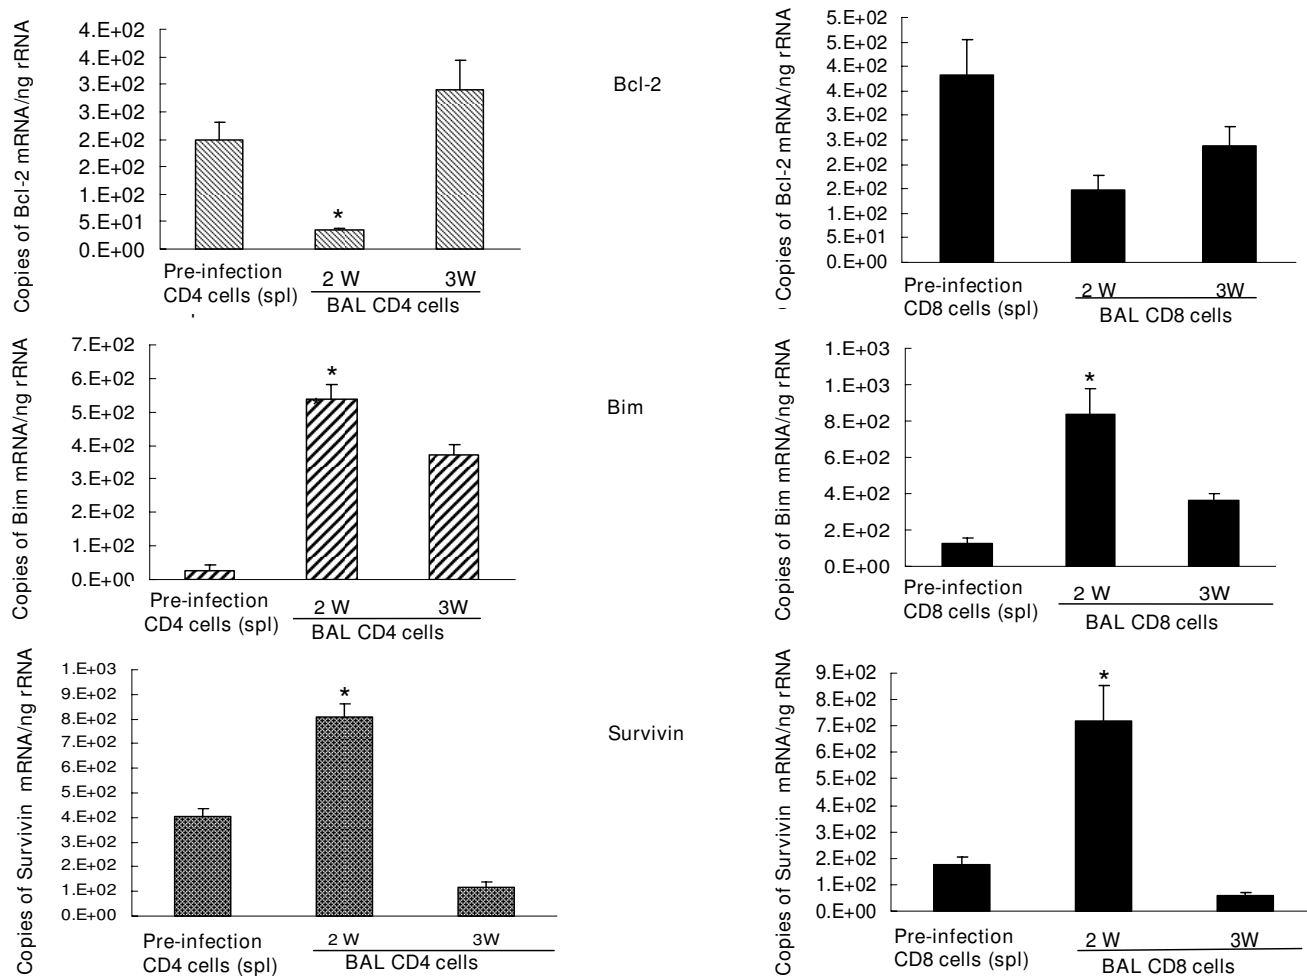 Copies of Bcl-2 mRNA/ng rRNA
4.E+02
4.E+02
3.E+02
3.E+02
2.E+02
2.E+02
1.E+02
5.E+01
0.E+00
*
Pre-infection
CD4 cells (spl)
2 W
3W
BAL CD4 cells
Bcl-2
Copies of Bcl-2 mRNA/ng rRNA
5.E+02
5.E+02
4.E+02
4.E+02
3.E+02
3.E+02
2.E+02
2.E+02
1.E+02
5.E+01
0.E+00
Pre-infection
CD8 cells (spl)
2 W
3W
BAL CD8 cells
Copies of Bim mRNA/ng rRNA
7.E+02
6.E+02
5.E+02
4.E+02
3.E+02
2.E+02
1.E+02
0.E+00
*
Pre-infection
CD4 cells (spl)
2 W
3W
BAL CD4 cells
Bim
Copies of Bim mRNA/ng rRNA
1.E+03
1.E+03
8.E+02
6.E+02
4.E+02
2.E+02
0.E+00
*
Pre-infection
CD8 cells (spl)
2 W
3W
BAL CD8 cells
Copies of Survivin mRNA/ng rRNA
1.E+03
9.E+02
8.E+02
7.E+02
6.E+02
5.E+02
4.E+02
3.E+02
2.E+02
1.E+02
0.E+00
*
Pre-infection
CD4 cells (spl)
2 W
3W
BAL CD4 cells
Survivin
Copies of Survivin mRNA/ng rRNA
9.E+02
8.E+02
7.E+02
6.E+02
5.E+02
4.E+02
3.E+02
2.E+02
1.E+02
0.E+00
*
Pre-infection
CD8 cells (spl)
2 W
3W
BAL CD8 cells